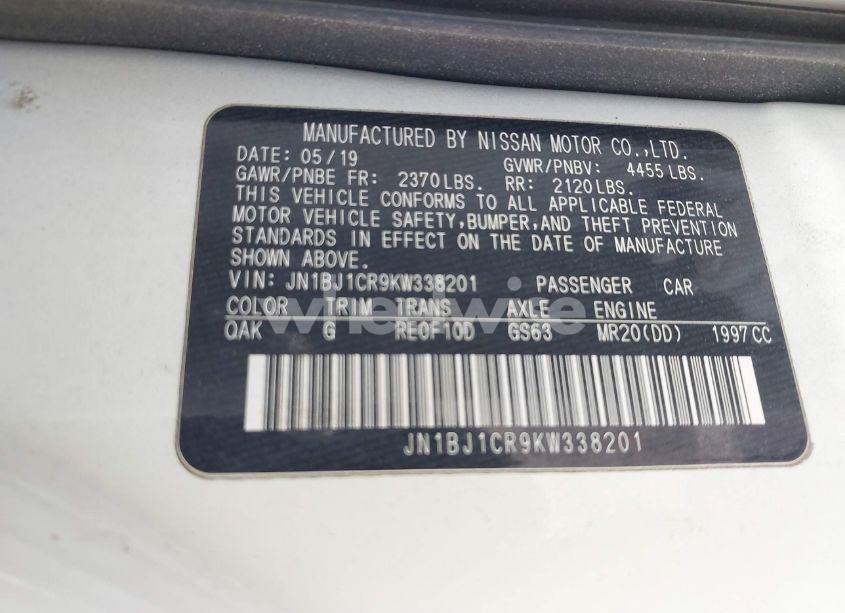 MANUFACTURED BY NISSAN MOTOR CO.,LTD.
DATE: 05/19 GVWR/PNBV: 4455 LBS.
GAWR/PNBE FR: 2370 LBS. RR: 2120 LBS.
THIS VEHICLE CONFORMS TO ALL APPLICABLE FEDERAL
MOTOR VEHICLE SAFETY, BUMPER, AND THEFT PREVENTION
STANDARDS IN EFFECT ON THE DATE OF MANUFACTURE
SHOWN ABOVE.
VIN: JN1BJ1CR9KW338201 PASSENGER CAR
COLOR TRIM TRANS AXLE ENGINE
QAK G RE0F10D GS63 MR20(DD) 1997CC
JN1BJ1CR9KW338201